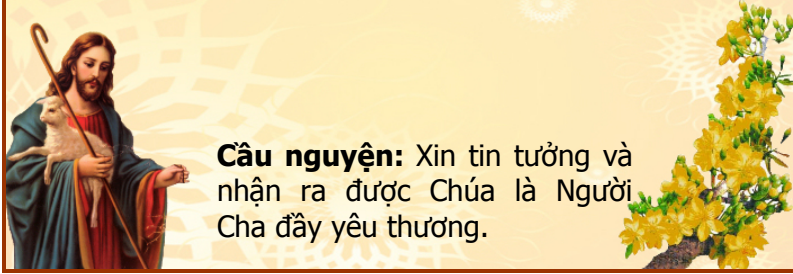 Cầu nguyện: Xin tin tưởng và
nhận ra được Chúa là Người
Cha đầy yêu thương.